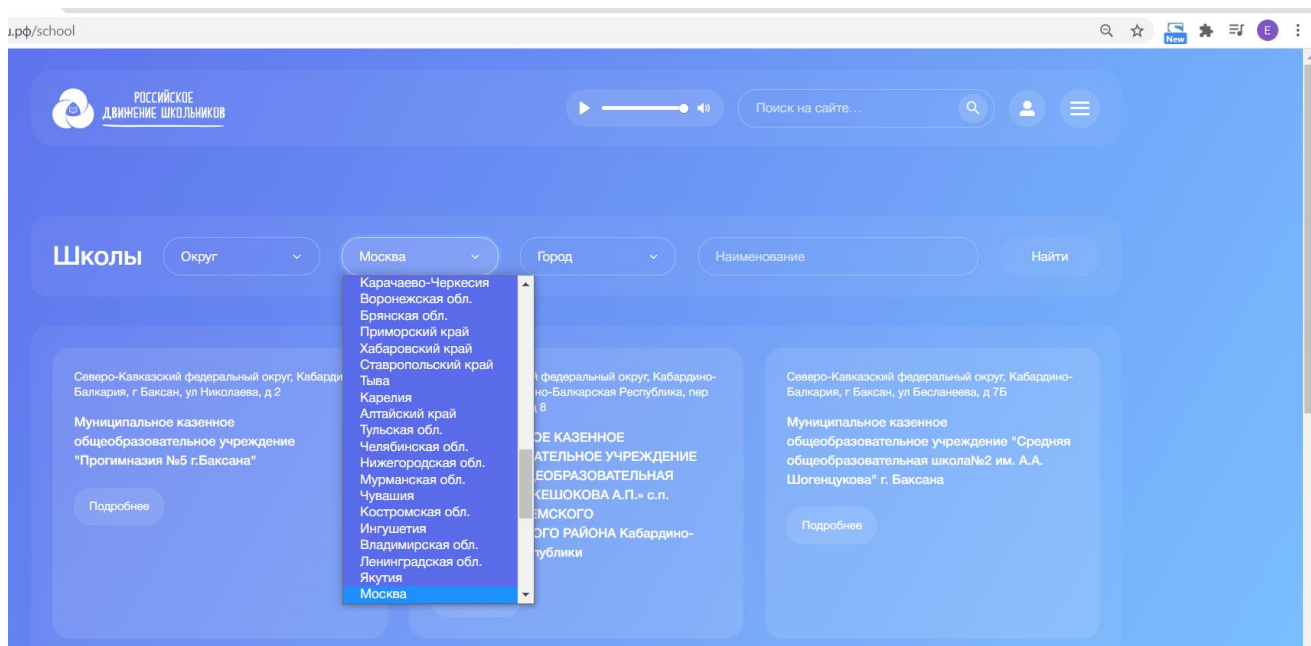 u.рф/school
New
E
РОССИЙСКОЕ
ДВИЖЕНИЕ ШКОЛЬНИКОВ
Поиск на сайте...
Школы
Округ
Москва
Город
Наименование
Найти
Карачаево-Черкесия
Воронежская обл.
Брянская обл.
Приморский край
Хабаровский край
Ставропольский край
Тыва
Карелия
Алтайский край
Тульская обл.
Челябинская обл.
Нижегородская обл.
Мурманская обл.
Чувашия
Костромская обл.
Ингушетия
Владимирская обл.
Ленинградская обл.
Якутия
Москва
Северо-Кавказский федеральный округ, Кабарди
Балкария, г Баксан, ул Николаева, д 2
Муниципальное казенное
общеобразовательное учреждение
"Прогимназия №5 г.Баксана"
Подробнее
й федеральный округ, Кабардино-
но-Балкарская Республика, пер
д 8
ОЕ КАЗЕННОЕ
АТЕЛЬНОЕ УЧРЕЖДЕНИЕ
ЕОБРАЗОВАТЕЛЬНАЯ
КЕШОКОВА А.П.» с.п.
ЕМСКОГО
ОГО РАЙОНА Кабардино-
публики
Северо-Кавказский федеральный округ, Кабардино-
Балкария, г Баксан, ул Бесланеева, д 7Б
Муниципальное казенное
общеобразовательное учреждение "Средняя
общеобразовательная школа№2 им. А.А.
Шогенцукова" г. Баксана
Подробнее